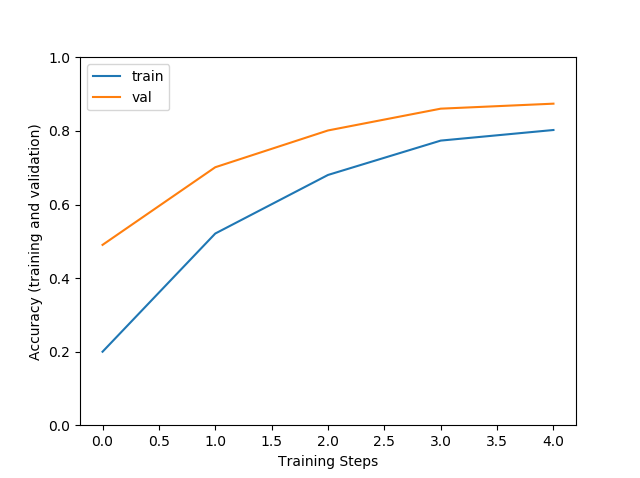 train
val
1.0
0.8
0.6
0.4
0.2
0.0
Accuracy (training and validation)
0.0 0.5 1.0 1.5 2.0 2.5 3.0 3.5 4.0
Training Steps